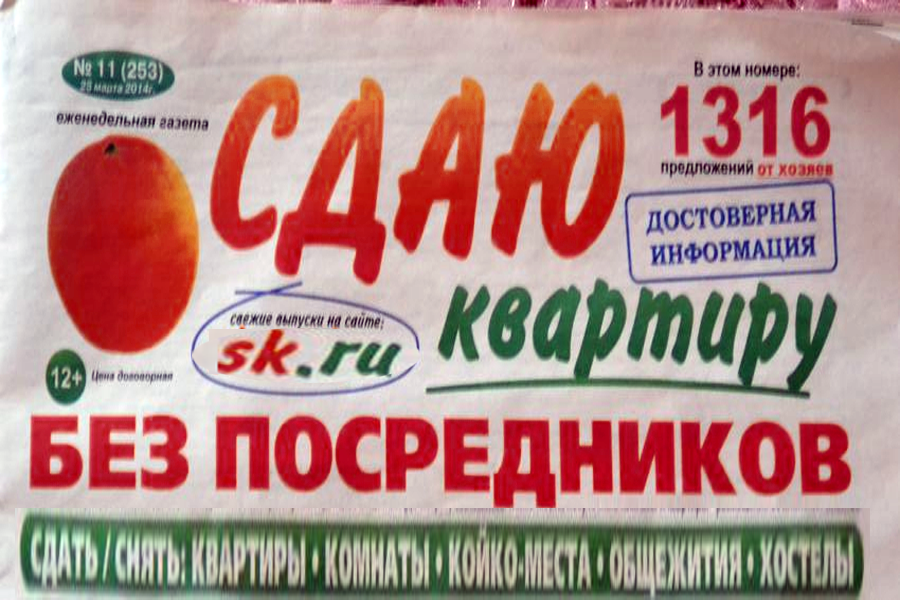 № 11 (253)
25 марта 2014г.
еженедельная газета
СДАЮ
квартиру
В этом номере:
1316
предложений от хозяев
ДОСТОВЕРНАЯ
ИНФОРМАЦИЯ
свежие выпуски на сайте:
sk.ru
12+ Цена договорная
БЕЗ ПОСРЕДНИКОВ
СДАТЬ / СНЯТЬ: КВАРТИРЫ • КОМНАТЫ • КОЙКО-МЕСТА • ОБЩЕЖИТИЯ • ХОСТЕЛЫ